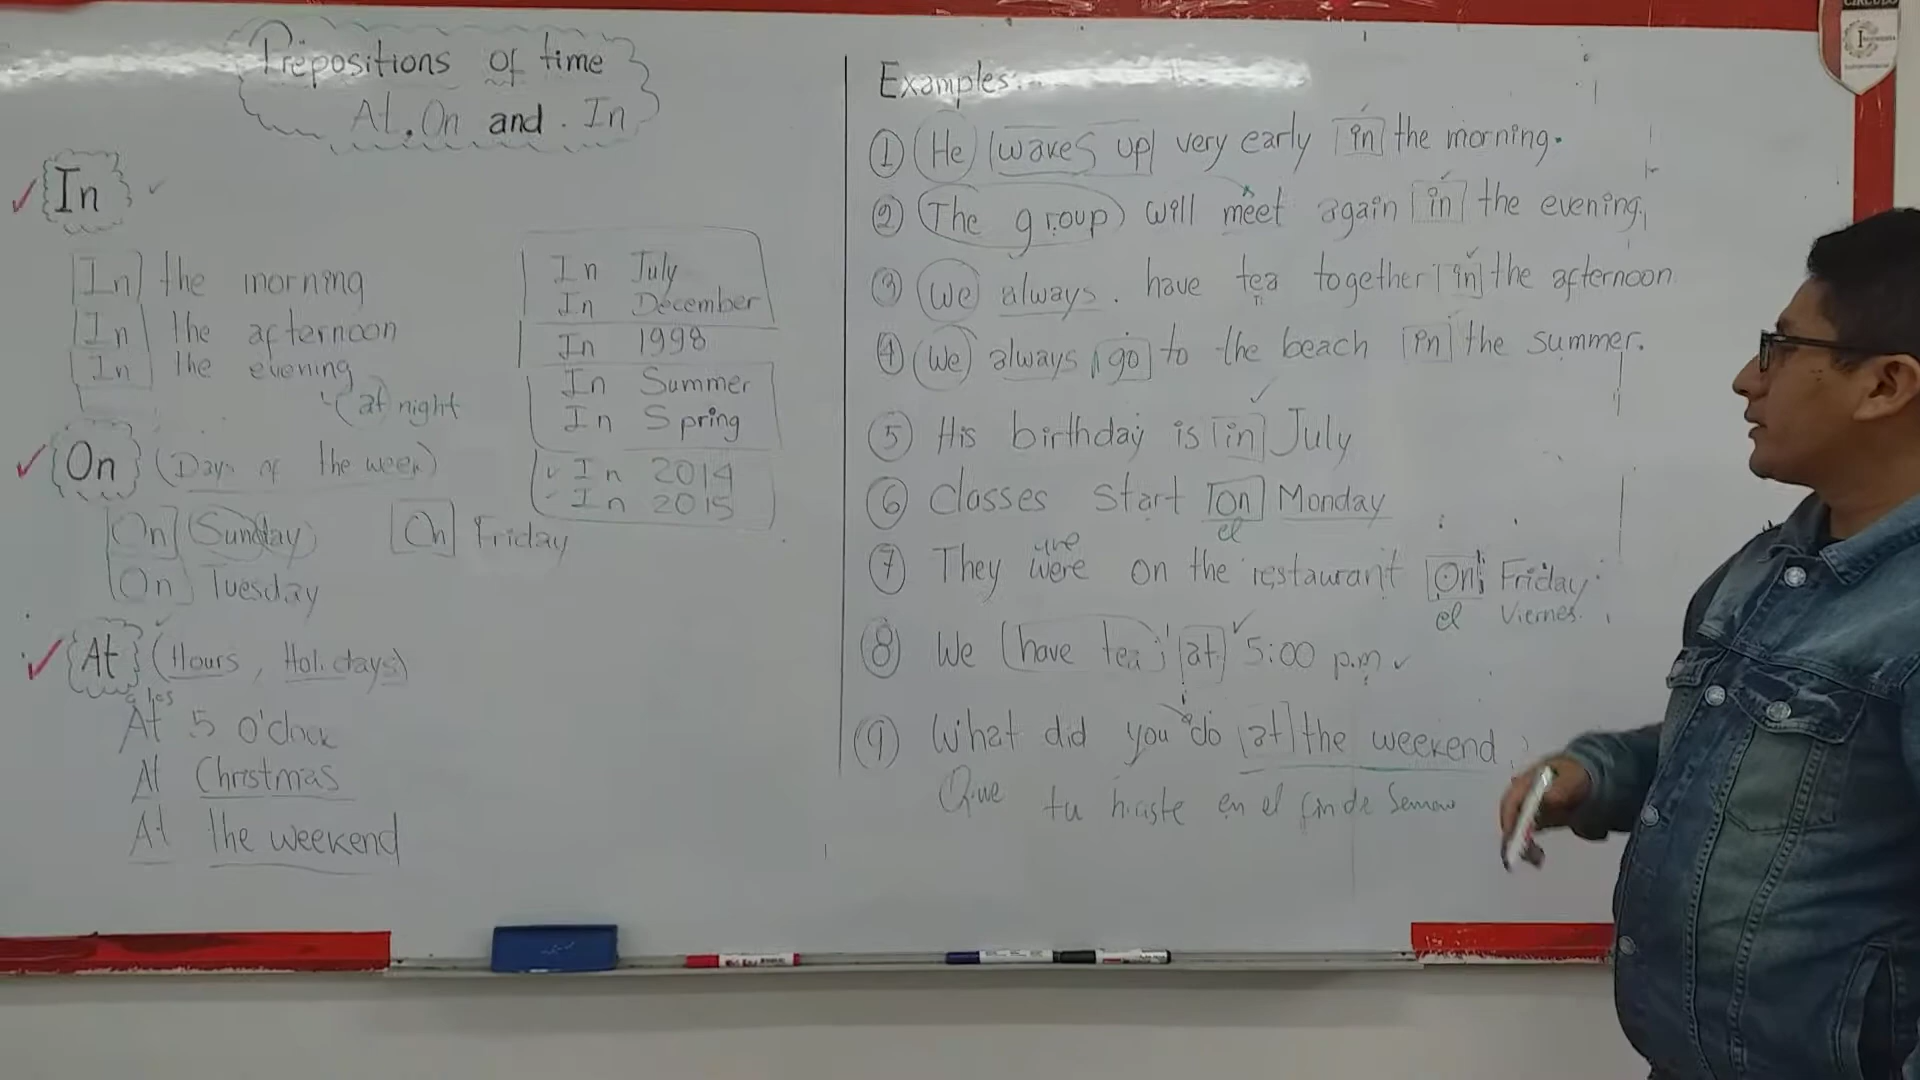 Prepositions of time
At, On and In
In
In the morning
In the afternoon
In the evening
(at) night
In July
In December
In 1998
In Summer
In Spring
In 2014
In 2015
On (Days of the week)
On Sunday
On Friday
On Tuesday
At (Hours, Holidays)
At 5 o'clock
At Christmas
At the weekend
Examples:
1 He wakes up very early in the morning.
2 The group will meet again in the evening,
3 We always have tea together in the afternoon
4 We always go to the beach in the summer.
5 His birthday is in July
6 Classes start on Monday
el
are
7 They were on the restaurant On Friday
el Viernes.
8 We have tea at 5:00 p.m
9 What did you do at the weekend
Que tu hiciste en el fin de